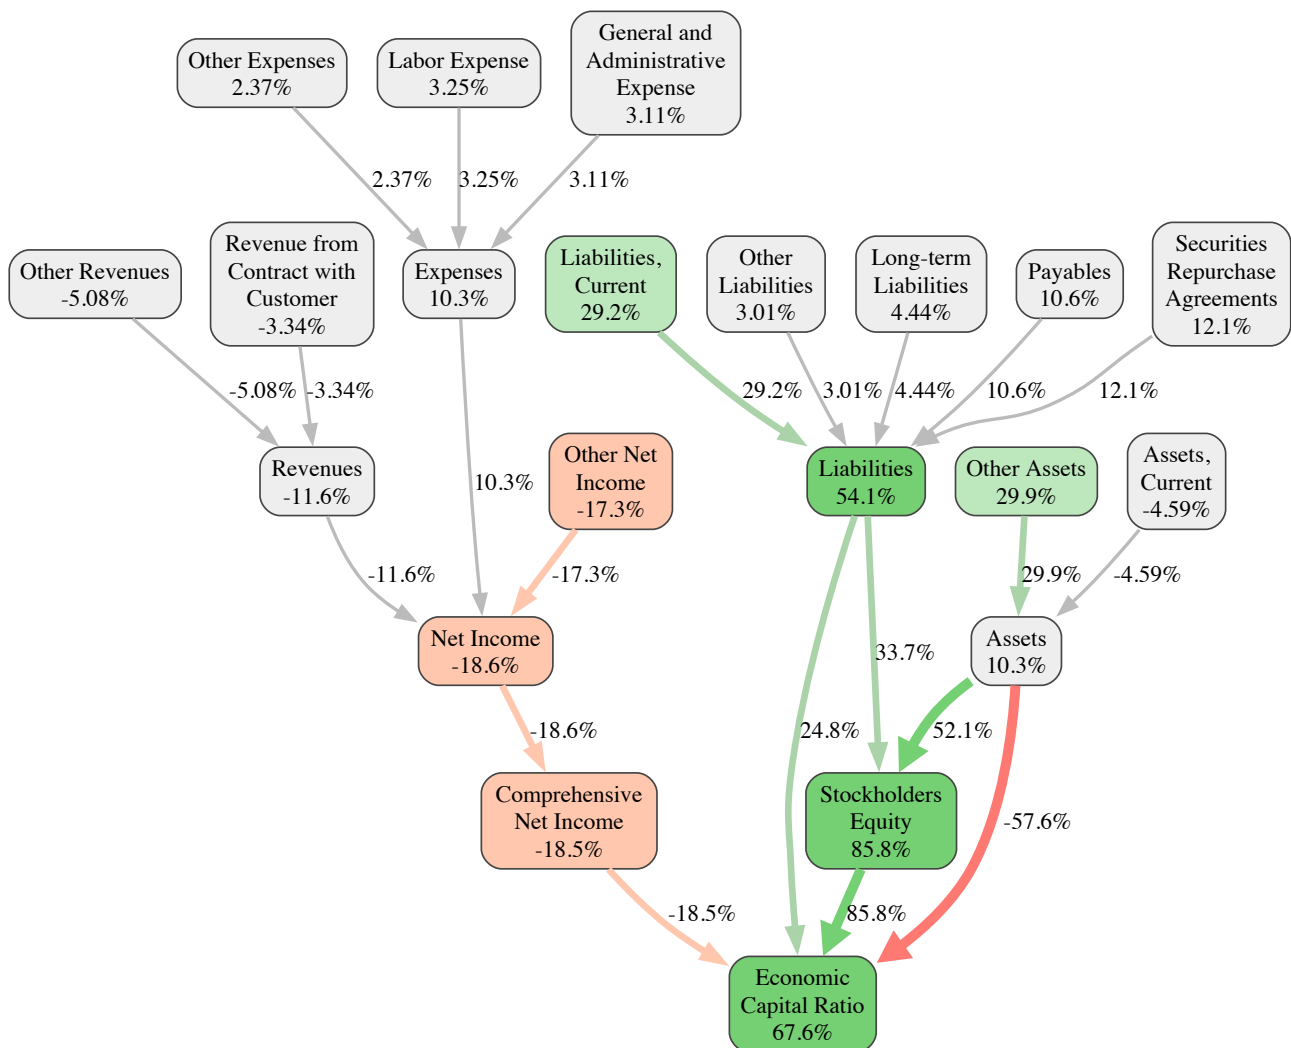 General and
Administrative
Expense
3.11%
Other Expenses
2.37%
Labor Expense
3.25%
2.37%
3.25%
3.11%
Other Revenues
-5.08%
Revenue from
Contract with
Customer
-3.34%
Expenses
10.3%
Liabilities,
Current
29.2%
Other
Liabilities
3.01%
Long-term
Liabilities
4.44%
Payables
10.6%
Securities
Repurchase
Agreements
12.1%
-5.08%
-3.34%
29.2%
3.01%
4.44%
10.6%
12.1%
Revenues
-11.6%
10.3%
Other Net
Income
-17.3%
Liabilities
54.1%
Other Assets
29.9%
Assets,
Current
-4.59%
-11.6%
-17.3%
29.9%
-4.59%
Net Income
-18.6%
33.7%
Assets
10.3%
-18.6%
24.8%
52.1%
Comprehensive
Net Income
-18.5%
Stockholders
Equity
85.8%
-57.6%
-18.5%
85.8%
Economic
Capital Ratio
67.6%